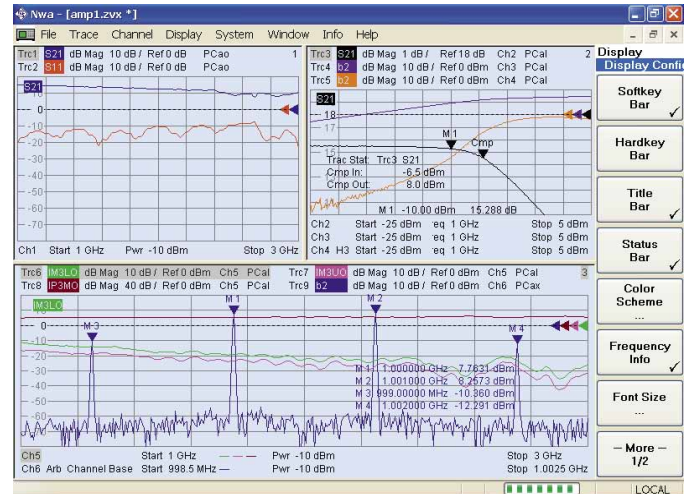 Nwa - [amp1.zvx *]
File Trace Channel Display System Window Info Help
Trc1 S21 dB Mag 10 dB / Ref 0 dB PCao 1
Trc2 S11 dB Mag 10 dB / Ref 0 dB PCao
S21
0
-10
-20
-30
-40
-50
-60
-70
Ch1 Start 1 GHz Pwr -10 dBm Stop 3 GHz
Trc3 S21 dB Mag 1 dB / Ref 18 dB Ch2 PCal 2
Trc4 b2 dB Mag 10 dB / Ref 0 dBm Ch3 PCal
Trc5 b2 dB Mag 10 dB / Ref 0 dBm Ch4 PCal
S21
18
17
M 1
Cmp
15
Trac Stat: Trc3 S21
Cmp In: -6.5 dBm
Cmp Out: 8.0 dBm
M 1 -10.00 dBm 15.288 dB
Ch2 Start -25 dBm eq 1 GHz Stop 5 dBm
Ch3 Start -25 dBm eq 1 GHz Stop 5 dBm
Ch4 H3 Start -25 dBm eq 1 GHz Stop 5 dBm
Trc6 IM3LO dB Mag 10 dB / Ref 0 dBm Ch5 PCal Trc7 IM3UO dB Mag 10 dB / Ref 0 dBm Ch5 PCal 3
Trc8 IP3MO dB Mag 40 dB / Ref 0 dBm Ch5 PCal Trc9 b2 dB Mag 10 dB / Ref 0 dBm Ch6 PCax
IM3LO
M 1
M 2
M 3
M 4
0
-10
-20
-30
-40
-50
-60
M 1 1.000000 GHz 7.7631 dBm
M 2 1.001000 GHz 8.2573 dBm
M 3 999.00000 MHz -10.360 dBm
M 4 1.002000 GHz -12.291 dBm
Ch5 Start 1 GHz Pwr -10 dBm Stop 3 GHz
Ch6 Arb Channel Base Start 998.5 MHz Pwr -10 dBm Stop 1.0025 GHz
Display
Display Confi
Softkey
Bar
Hardkey
Bar
Title
Bar
Status
Bar
Color
Scheme
...
Frequency
Info
Font Size
...
– More –
1/2
LOCAL